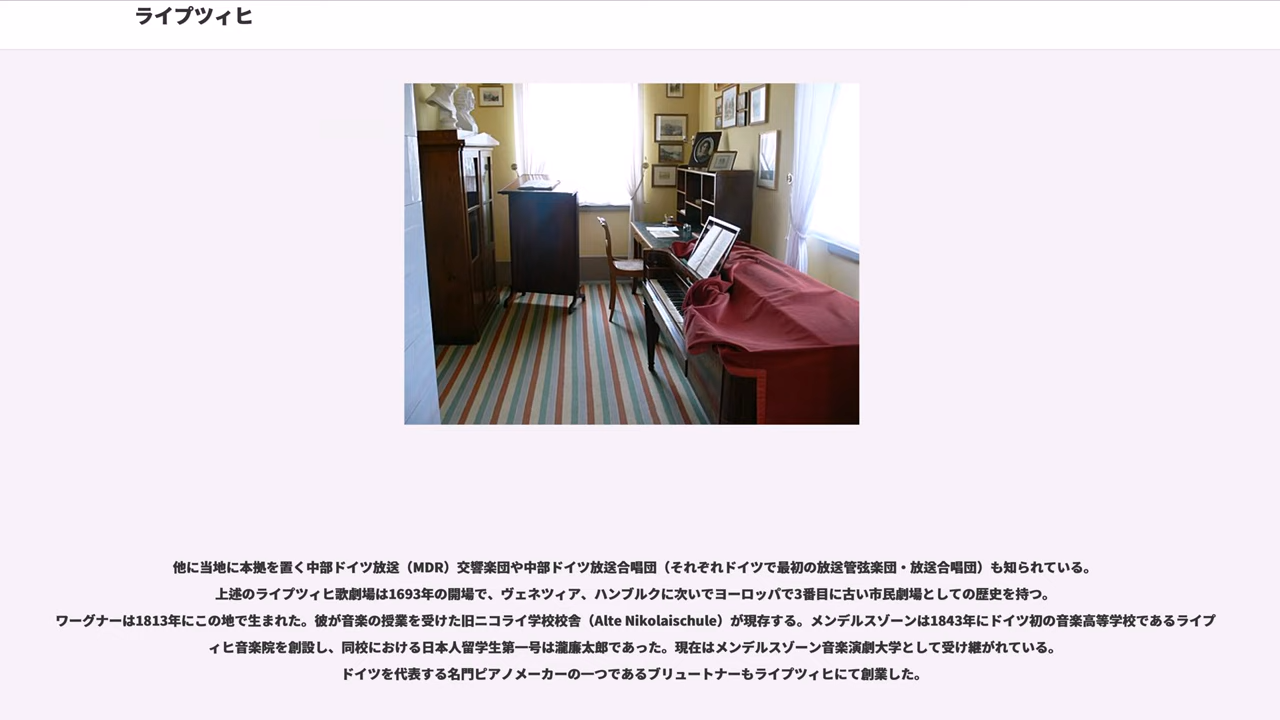 ライプツィヒ
他に当地に本拠を置く中部ドイツ放送（MDR）交響楽団や中部ドイツ放送合唱団（それぞれドイツで最初の放送管弦楽団・放送合唱団）も知られている。
上述のライプツィヒ歌劇場は1693年の開場で、ヴェネツィア、ハンブルクに次いでヨーロッパで3番目に古い市民劇場としての歴史を持つ。
ワーグナーは1813年にこの地で生まれた。彼が音楽の授業を受けた旧ニコライ学校校舎（Alte Nikolaischule）が現存する。メンデルスゾーンは1843年にドイツ初の音楽高等学校であるライプツ
ィヒ音楽院を創設し、同校における日本人留学生第一号は瀧廉太郎であった。現在はメンデルスゾーン音楽演劇大学として受け継がれている。
ドイツを代表する名門ピアノメーカーの一つであるブリュートナーもライプツィヒにて創業した。